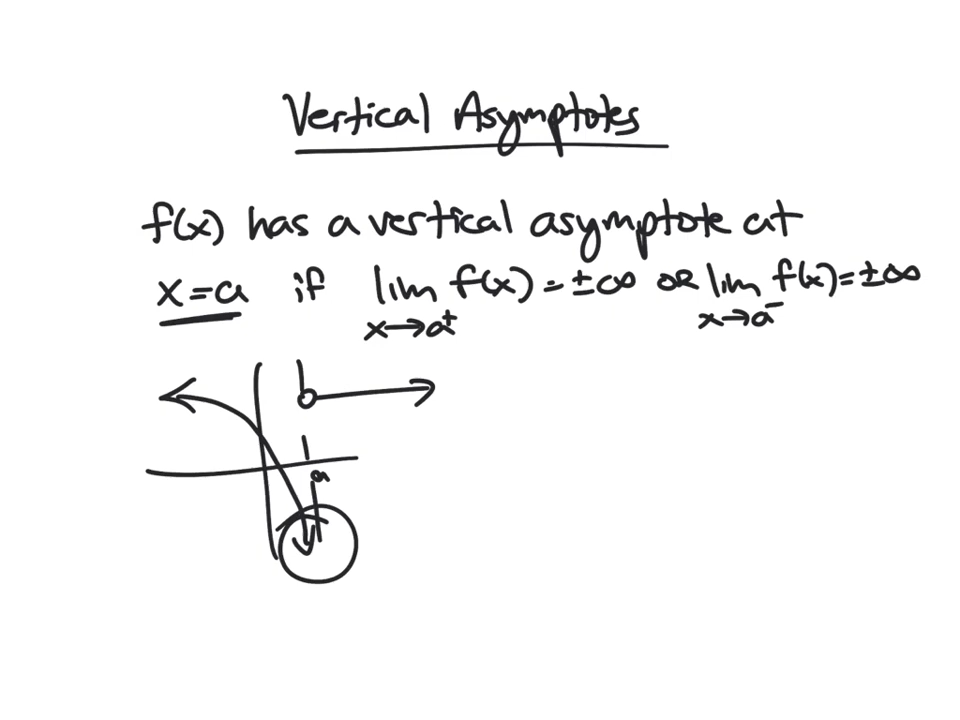 Vertical Asymptotes
f(x) has a vertical asymptote at
x=a if lim f(x) = ±∞ OR lim f(x) = ±∞
x→a⁺ x→a⁻
a